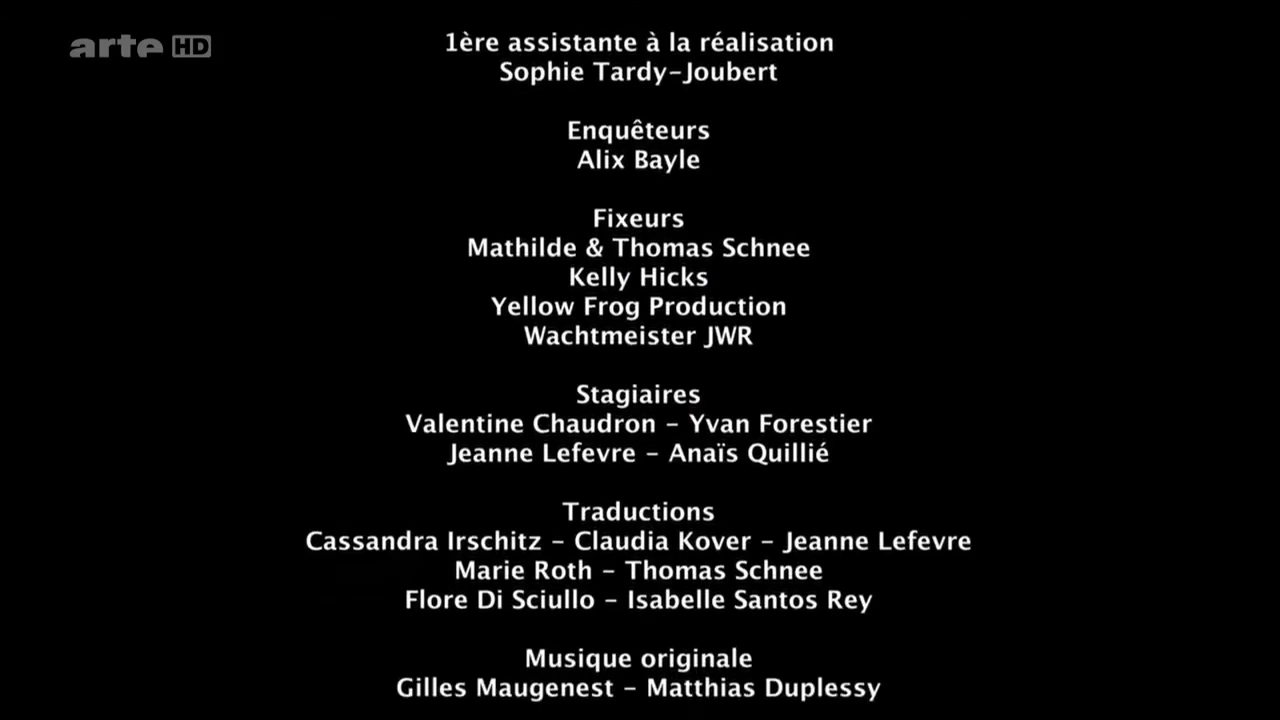 arte HD
1ère assistante à la réalisation
Sophie Tardy-Joubert
Enquêteurs
Alix Bayle
Fixeurs
Mathilde & Thomas Schnee
Kelly Hicks
Yellow Frog Production
Wachtmeister JWR
Stagiaires
Valentine Chaudron - Yvan Forestier
Jeanne Lefevre - Anaïs Quillié
Traductions
Cassandra Irschitz - Claudia Kover - Jeanne Lefevre
Marie Roth - Thomas Schnee
Flore Di Sciullo - Isabelle Santos Rey
Musique originale
Gilles Maugenest - Matthias Duplessy